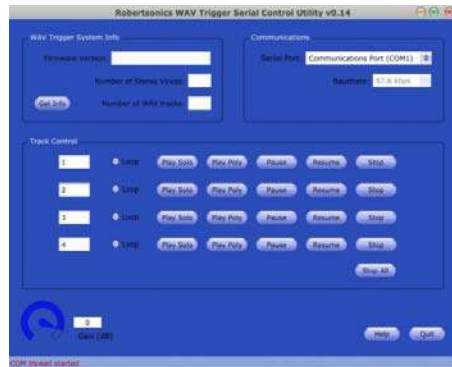 Robertsonics WAV Trigger Serial Control Utility v0.14
WAV Trigger System Info
Communications
Firmware Version:
Serial Port: Communications Port (COM1)
Number of Stereo Voices:
Baudrate: 57.6 kbps
Get Info
Number of WAV tracks:
Track Control
1 Loop Play Solo Play Poly Pause Resume Stop
2 Loop Play Solo Play Poly Pause Resume Stop
3 Loop Play Solo Play Poly Pause Resume Stop
4 Loop Play Solo Play Poly Pause Resume Stop
Stop All
0
Gain (dB)
Help Quit
COM thread started